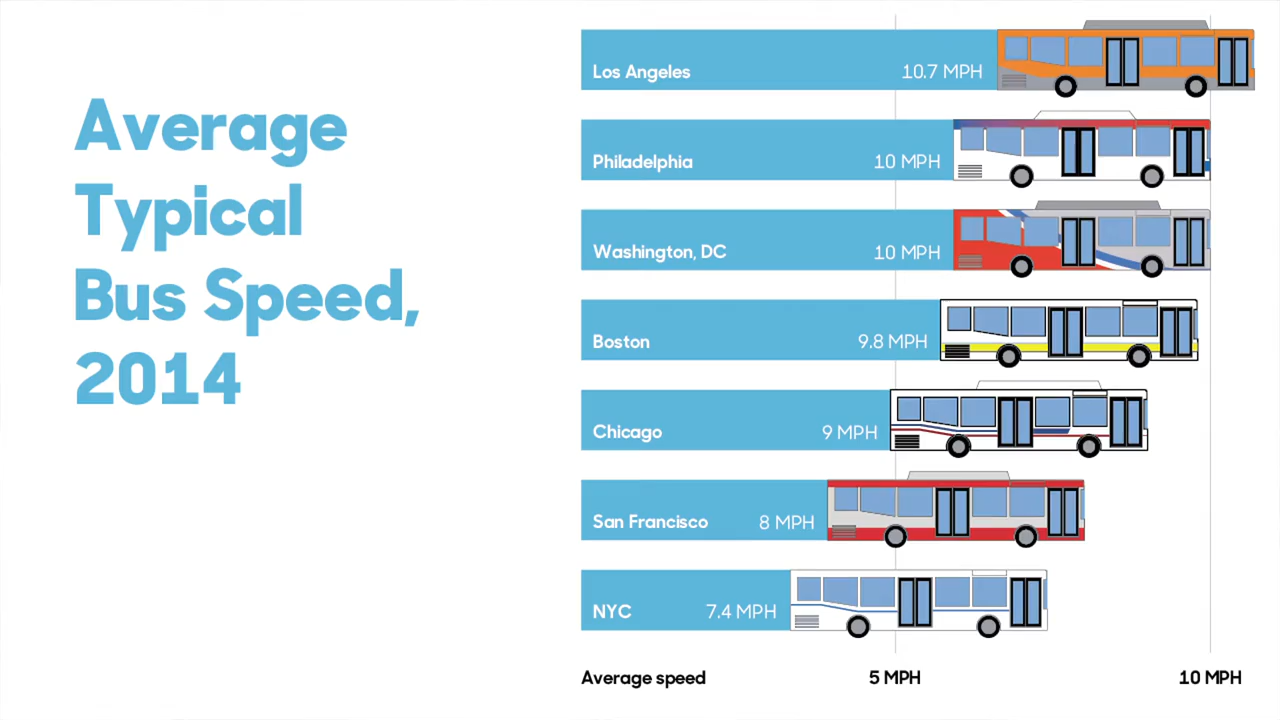 Average
Typical
Bus Speed,
2014
Los Angeles 10.7 MPH
Philadelphia 10 MPH
Washington, DC 10 MPH
Boston 9.8 MPH
Chicago 9 MPH
San Francisco 8 MPH
NYC 7.4 MPH
Average speed 5 MPH 10 MPH